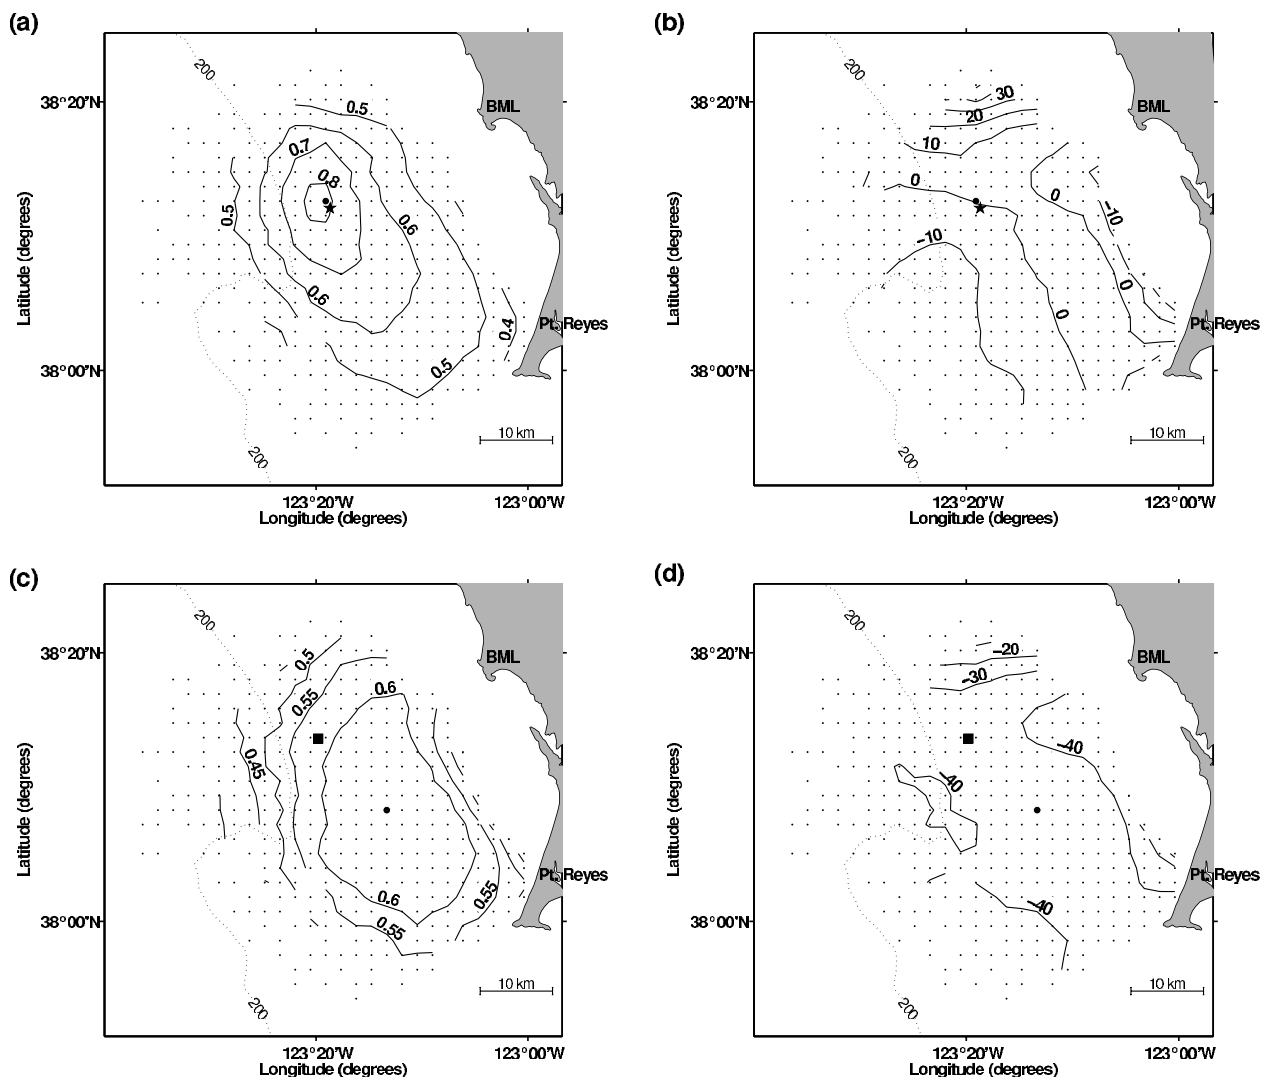 (a)
200
38°20'N
BML
0.5
0.7
0.8
0.5
0.6
0.6
0.4
Pt. Reyes
0.5
38°00'N
10 km
200
123°20'W
123°00'W
Longitude (degrees)
Latitude (degrees)
(b)
200
38°20'N
BML
30
20
10
0
0
−10
−10
0
0
Pt. Reyes
38°00'N
10 km
200
123°20'W
123°00'W
Longitude (degrees)
Latitude (degrees)
(c)
200
38°20'N
BML
0.5
0.55
0.6
0.45
Pt. Reyes
0.6
0.55
0.55
38°00'N
10 km
200
123°20'W
123°00'W
Longitude (degrees)
Latitude (degrees)
(d)
200
38°20'N
BML
−20
−30
−40
−40
Pt. Reyes
−40
38°00'N
10 km
200
123°20'W
123°00'W
Longitude (degrees)
Latitude (degrees)